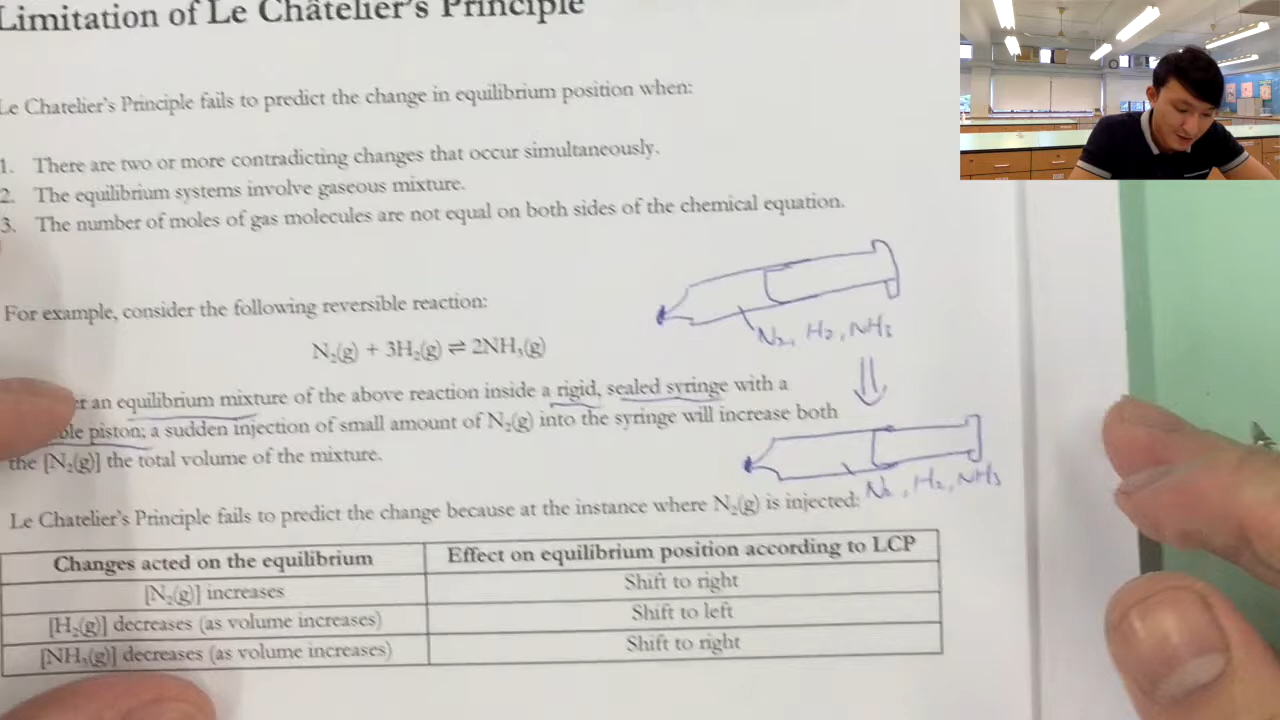 Limitation of Le Châtelier's Principle
Le Chatelier's Principle fails to predict the change in equilibrium position when:
1. There are two or more contradicting changes that occur simultaneously.
2. The equilibrium systems involve gaseous mixture.
3. The number of moles of gas molecules are not equal on both sides of the chemical equation.
N₂, H₂, NH₃
For example, consider the following reversible reaction:
N₂(g) + 3H₂(g) ⇌ 2NH₃(g)
an equilibrium mixture of the above reaction inside a rigid, sealed syringe with a
piston; a sudden injection of small amount of N₂(g) into the syringe will increase both
the [N₂(g)] the total volume of the mixture.
N₂, H₂, NH₃
Le Chatelier's Principle fails to predict the change because at the instance where N₂(g) is injected:
Changes acted on the equilibrium Effect on equilibrium position according to LCP
[N₂(g)] increases Shift to right
[H₂(g)] decreases (as volume increases) Shift to left
[NH₃(g)] decreases (as volume increases) Shift to right